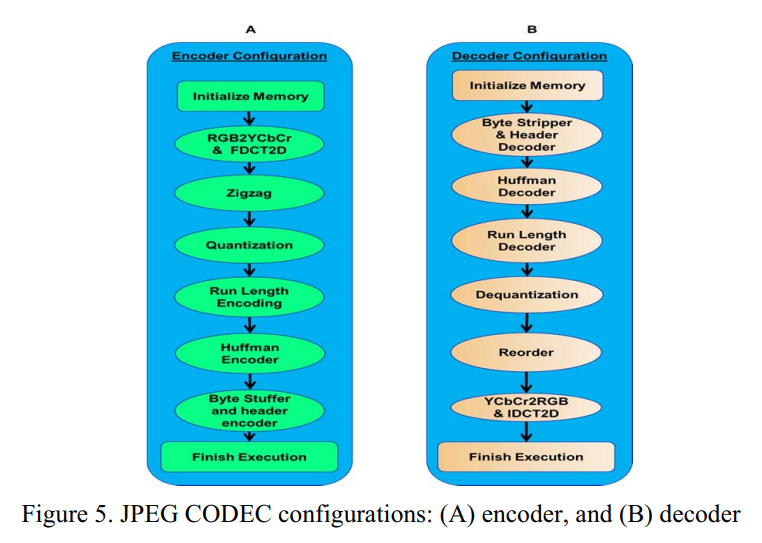 A
Encoder Configuration
Initialize Memory
RGB2YCbCr
& FDCT2D
Zigzag
Quantization
Run Length
Encoding
Huffman
Encoder
Byte Stuffer
and header
encoder
Finish Execution
B
Decoder Configuration
Initialize Memory
Byte Stripper
& Header
Decoder
Huffman
Decoder
Run Length
Decoder
Dequantization
Reorder
YCbCr2RGB
& IDCT2D
Finish Execution
Figure 5. JPEG CODEC configurations: (A) encoder, and (B) decoder